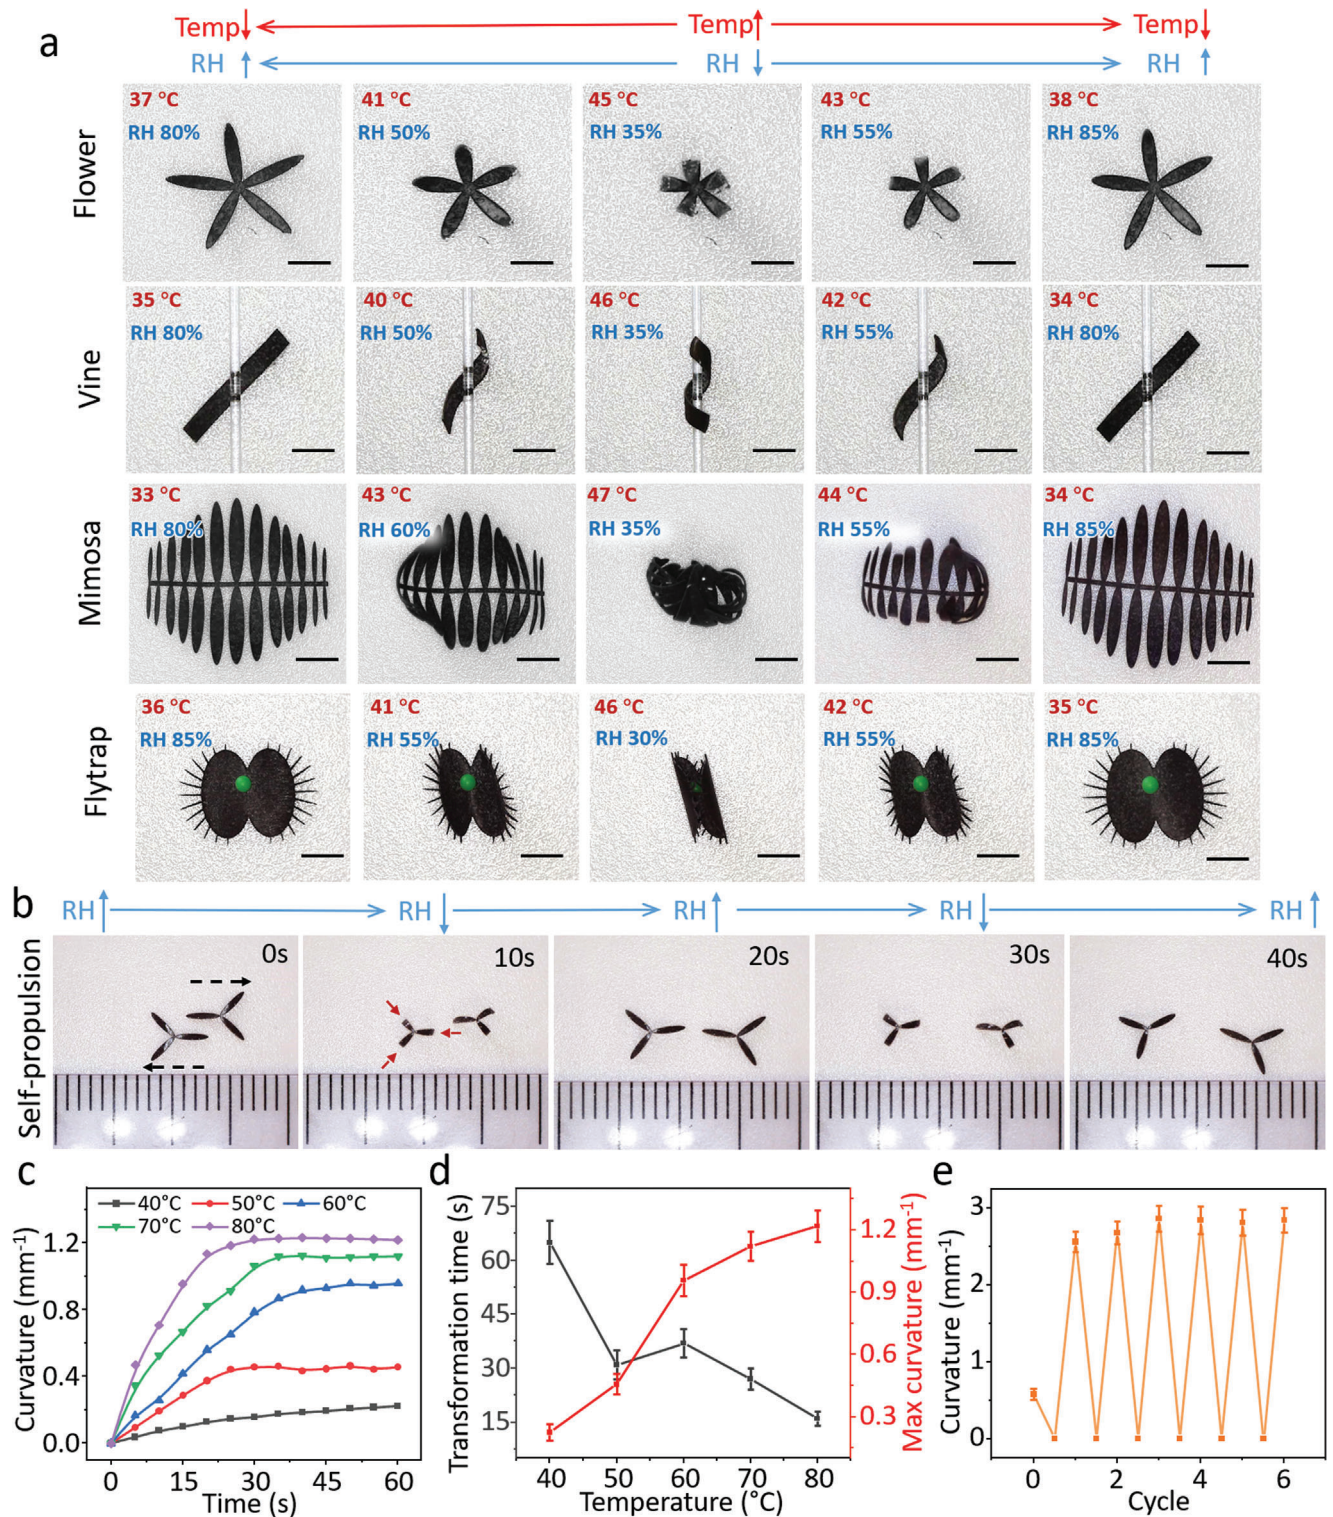 a
Temp↓ Temp↑ Temp↓
RH ↑ RH ↓ RH ↑
Flower
37 °C 41 °C 45 °C 43 °C 38 °C
RH 80% RH 50% RH 35% RH 55% RH 85%
Vine
35 °C 40 °C 46 °C 42 °C 34 °C
RH 80% RH 50% RH 35% RH 55% RH 80%
Mimosa
33 °C 43 °C 47 °C 44 °C 34 °C
RH 80% RH 60% RH 35% RH 55% RH 85%
Flytrap
36 °C 41 °C 46 °C 42 °C 35 °C
RH 85% RH 55% RH 30% RH 55% RH 85%
b
RH↑ RH↓ RH↑ RH↓ RH↑
Self-propulsion
0s 10s 20s 30s 40s
c
40°C 50°C 60°C
70°C 80°C
Curvature (mm⁻¹)
1.2
0.8
0.4
0.0
0 15 30 45 60
Time (s)
d
Transformation time (s)
75
60
45
30
15
40 50 60 70 80
Temperature (°C)
1.2
0.9
0.6
0.3
Max curvature (mm⁻¹)
e
Curvature (mm⁻¹)
3
2
1
0
0 2 4 6
Cycle